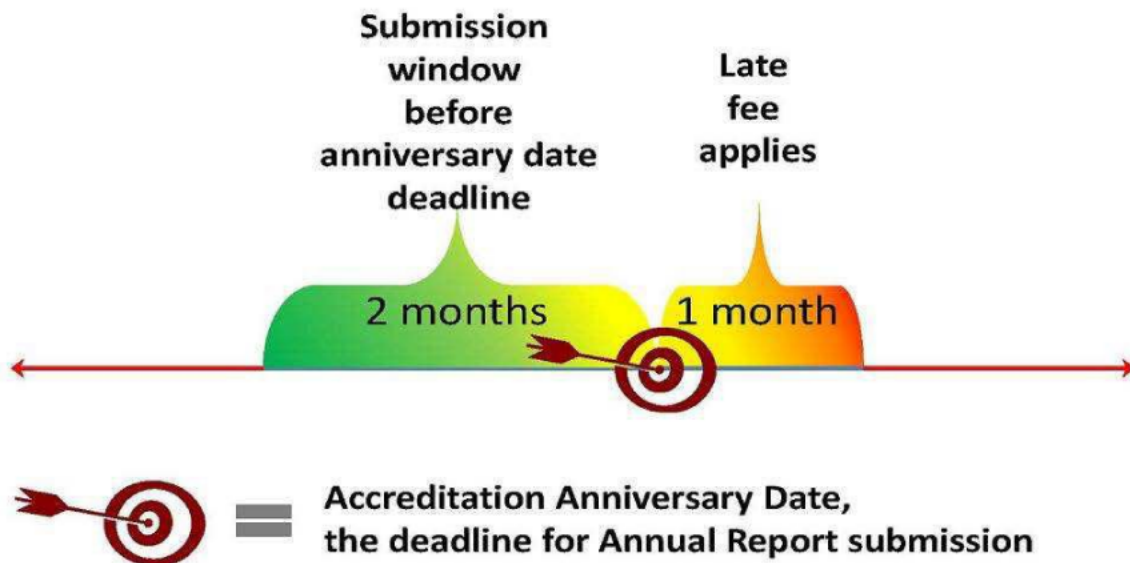 Submission
window
before
anniversary date
deadline
Late
fee
applies
2 months
1 month
Accreditation Anniversary Date,
the deadline for Annual Report submission